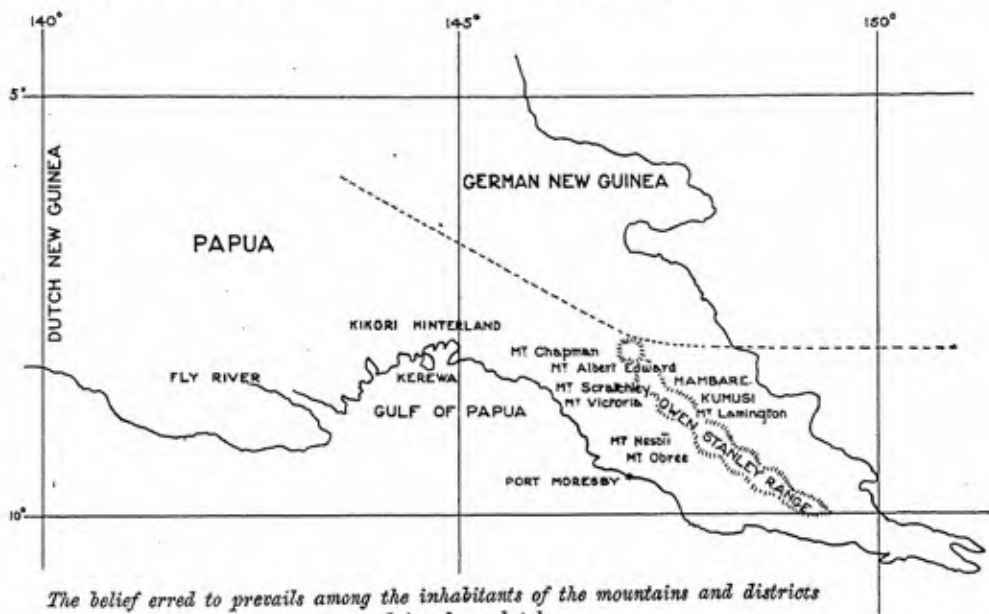 140° 145° 150°
5°
DUTCH NEW GUINEA
GERMAN NEW GUINEA
PAPUA
KIKORI HINTERLAND
MT Chapman
MT Albert Edward
FLY RIVER
KEREWA
MT Scratchley
MAMBARE
GULF OF PAPUA
MT Victoria
KUMUSI
MT Lamington
OWEN STANLEY RANGE
MT Nesbii
MT Obree
PORT MORESBY
10°
The belief erred to prevails among the inhabitants of the mountains and districts